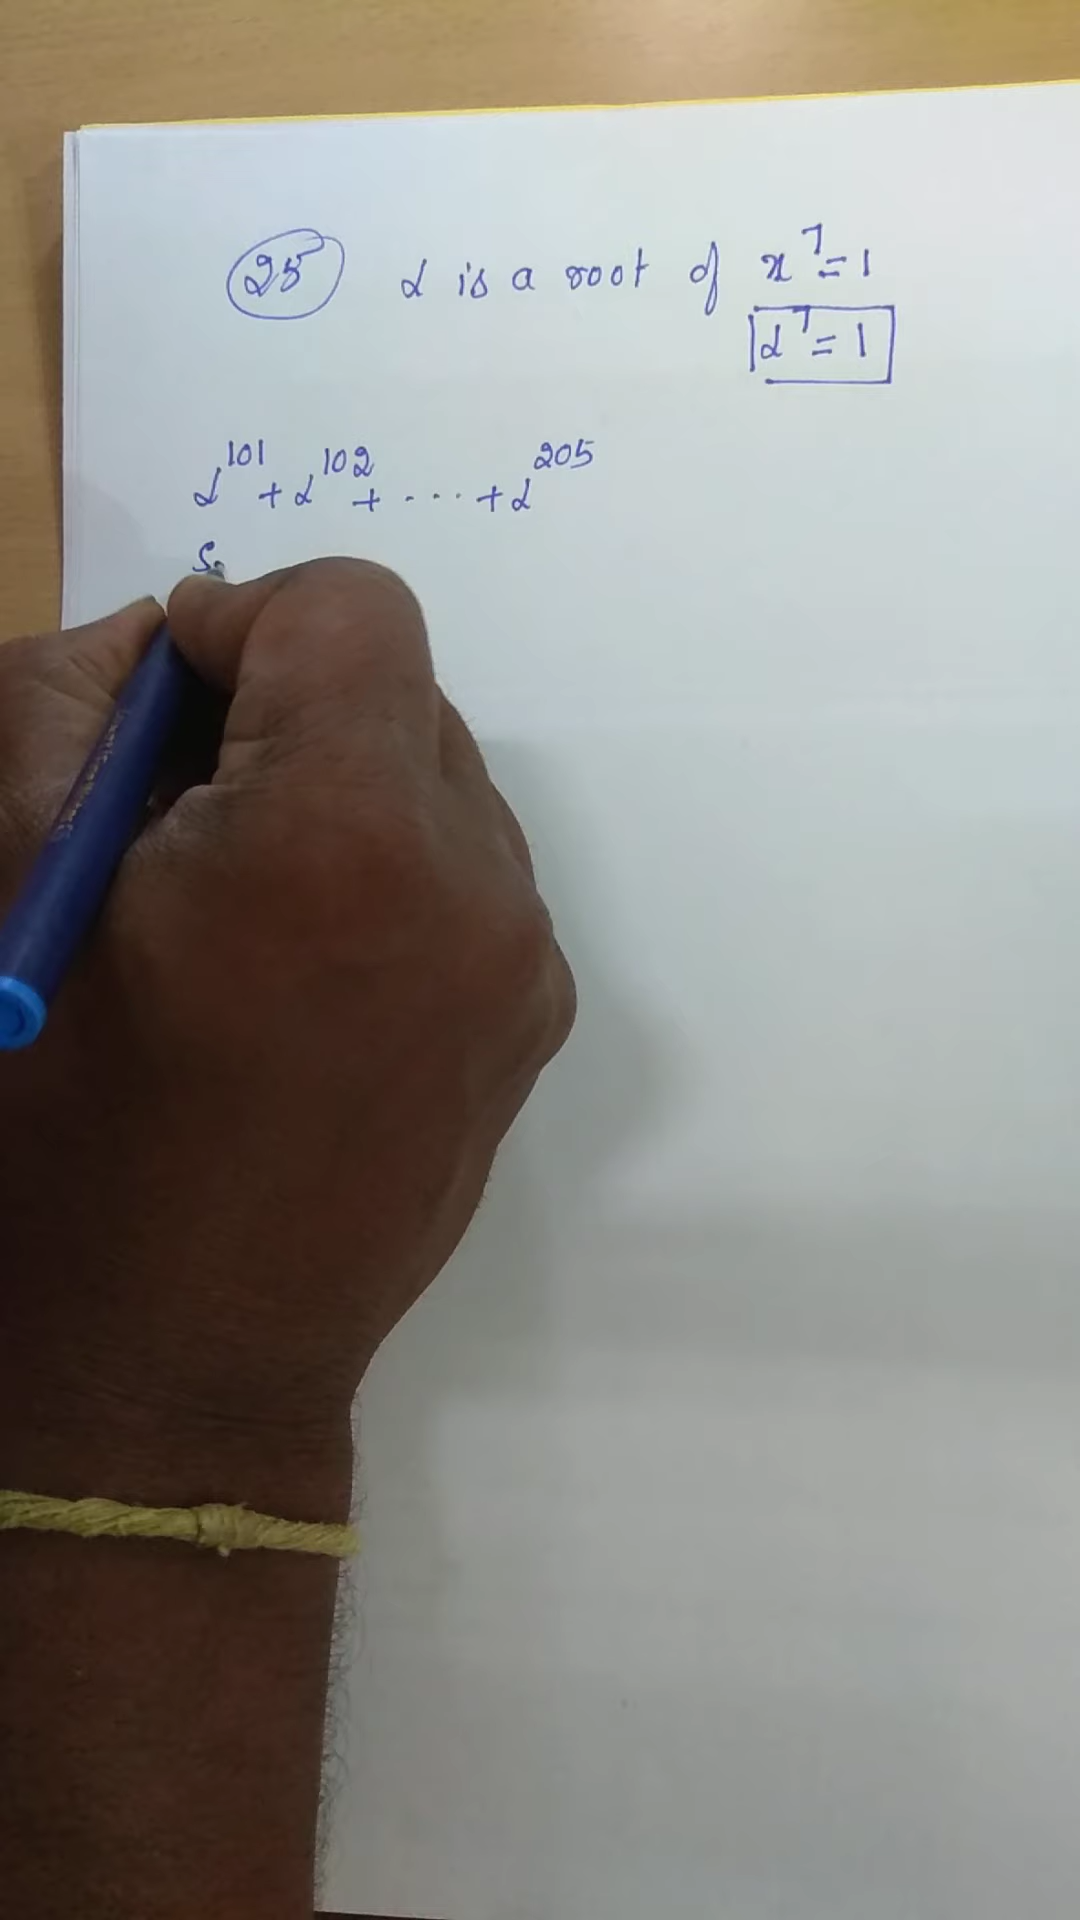 25 α is a root of x⁷ = 1
α⁷ = 1
α¹⁰¹ + α¹⁰² + .... + α²⁰⁵